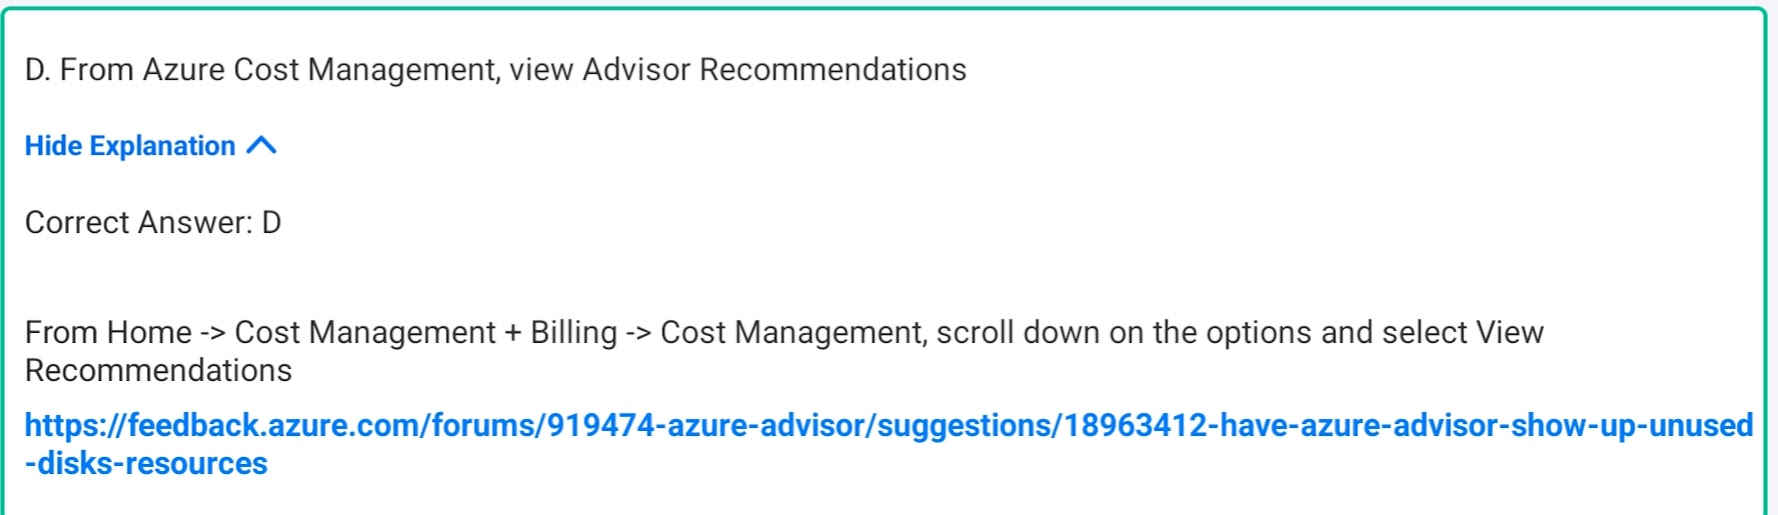 D. From Azure Cost Management, view Advisor Recommendations
Hide Explanation
Correct Answer: D
From Home -> Cost Management + Billing -> Cost Management, scroll down on the options and select View
Recommendations
https://feedback.azure.com/forums/919474-azure-advisor/suggestions/18963412-have-azure-advisor-show-up-unused
-disks-resources